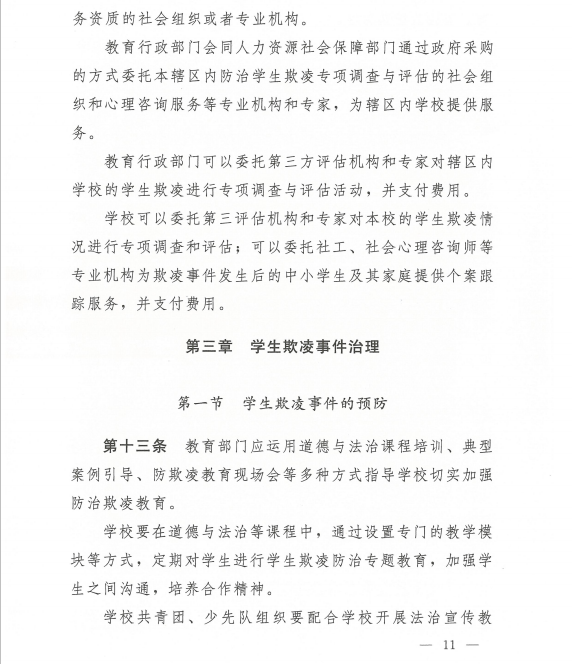 务资质的社会组织或者专业机构。
教育行政部门会同人力资源社会保障部门通过政府采购
的方式委托本辖区内防治学生欺凌专项调查与评估的社会组
织和心理咨询服务等专业机构和专家，为辖区内学校提供服
务。
教育行政部门可以委托第三方评估机构和专家对辖区内
学校的学生欺凌进行专项调查与评估活动，并支付费用。
学校可以委托第三评估机构和专家对本校的学生欺凌情
况进行专项调查和评估；可以委托社工、社会心理咨询师等
专业机构为欺凌事件发生后的中小学生及其家庭提供个案跟
踪服务，并支付费用。
第三章 学生欺凌事件治理
第一节 学生欺凌事件的预防
第十三条 教育部门应运用道德与法治课程培训、典型
案例引导、防欺凌教育现场会等多种方式指导学校切实加强
防治欺凌教育。
学校要在道德与法治等课程中，通过设置专门的教学模
块等方式，定期对学生进行学生欺凌防治专题教育，加强学
生之间沟通，培养合作精神。
学校共青团、少先队组织要配合学校开展法治宣传教
— 11 —